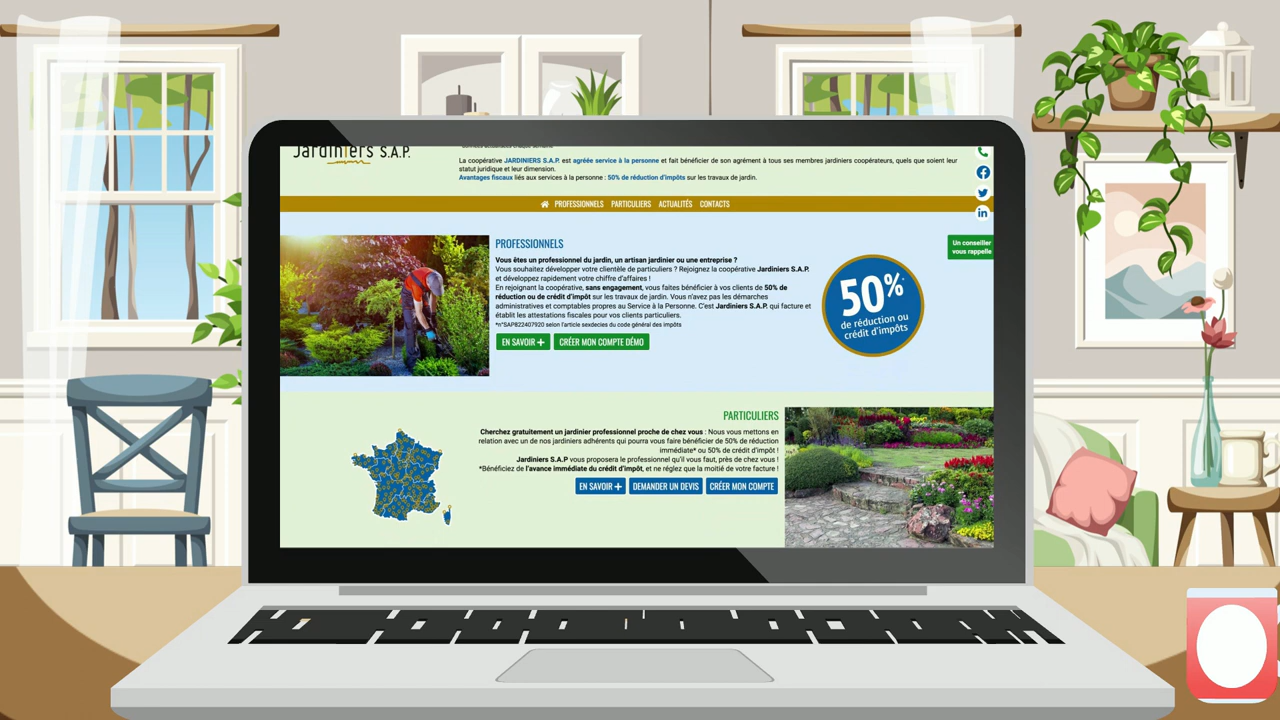 Jardiniers S.A.P.
La coopérative JARDINIERS S.A.P. est agréée service à la personne et fait bénéficier de son agrément à tous ses membres jardiniers coopérateurs, quels que soient leur
statut juridique et leur dimension.
Avantages fiscaux liés aux services à la personne : 50% de réduction d'impôts sur les travaux de jardin.
PROFESSIONNELS PARTICULIERS ACTUALITÉS CONTACTS
Un conseiller
vous rappelle
PROFESSIONNELS
Vous êtes un professionnel du jardin, un artisan jardinier ou une entreprise ?
Vous souhaitez développer votre clientèle de particuliers ? Rejoignez la coopérative Jardiniers S.A.P.
et développez rapidement votre chiffre d'affaires !
En rejoignant la coopérative, sans engagement, vous faites bénéficier à vos clients de 50% de
réduction ou de crédit d'impôt sur les travaux de jardin. Vous n'avez pas les démarches
administratives et comptables propres au Service à la Personne. C'est Jardiniers S.A.P. qui facture et
établit les attestations fiscales pour vos clients particuliers.
*n°SAP822407920 selon l'article sexdecies du code général des impôts
EN SAVOIR + CRÉER MON COMPTE DÉMO
50%*
de réduction ou
crédit d'impôts
PARTICULIERS
Cherchez gratuitement un jardinier professionnel proche de chez vous : Nous vous mettons en
relation avec un de nos jardiniers adhérents qui pourra vous faire bénéficier de 50% de réduction
immédiate* ou 50% de crédit d'impôt !
Jardiniers S.A.P vous proposera le professionnel qu'il vous faut, près de chez vous !
*Bénéficiez de l'avance immédiate du crédit d'impôt, et ne réglez que la moitié de votre facture !
EN SAVOIR + DEMANDER UN DEVIS CRÉER MON COMPTE